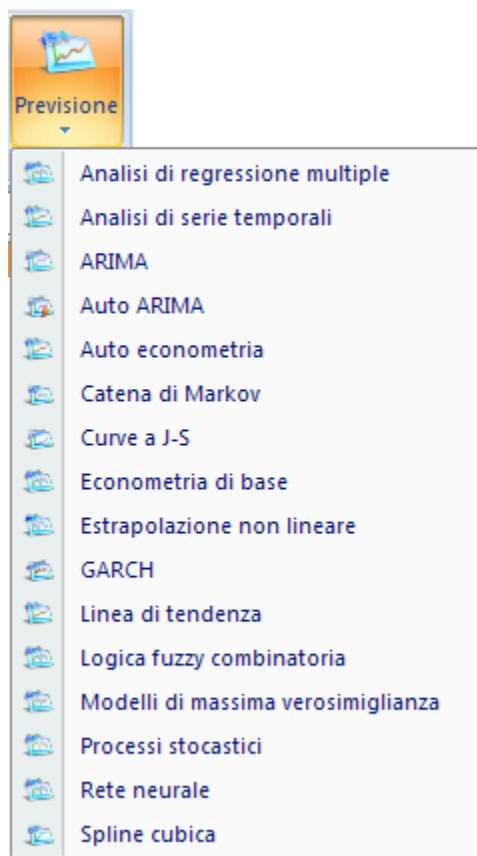 Previsione
Analisi di regressione multiple
Analisi di serie temporali
ARIMA
Auto ARIMA
Auto econometria
Catena di Markov
Curve a J-S
Econometria di base
Estrapolazione non lineare
GARCH
Linea di tendenza
Logica fuzzy combinatoria
Modelli di massima verosimiglianza
Processi stocastici
Rete neurale
Spline cubica